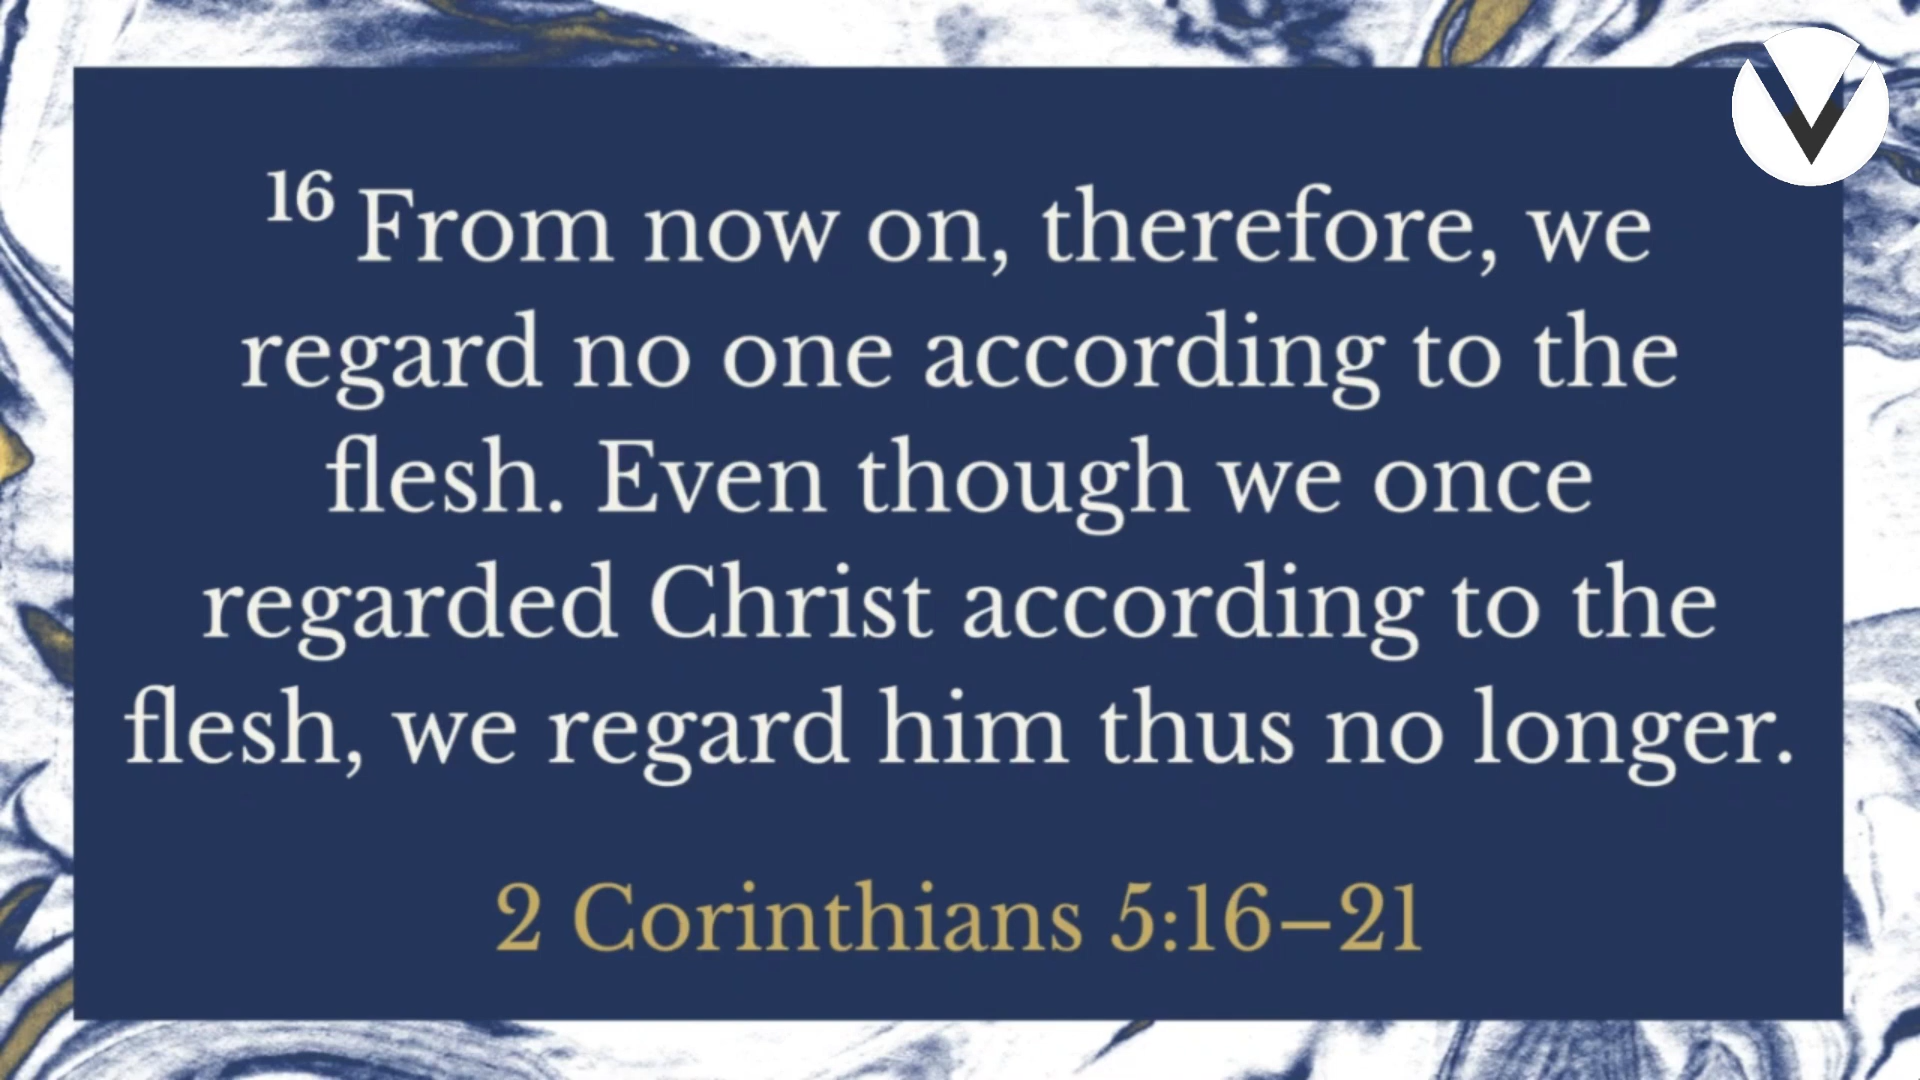 16 From now on, therefore, we
regard no one according to the
flesh. Even though we once
regarded Christ according to the
flesh, we regard him thus no longer.
2 Corinthians 5:16–21